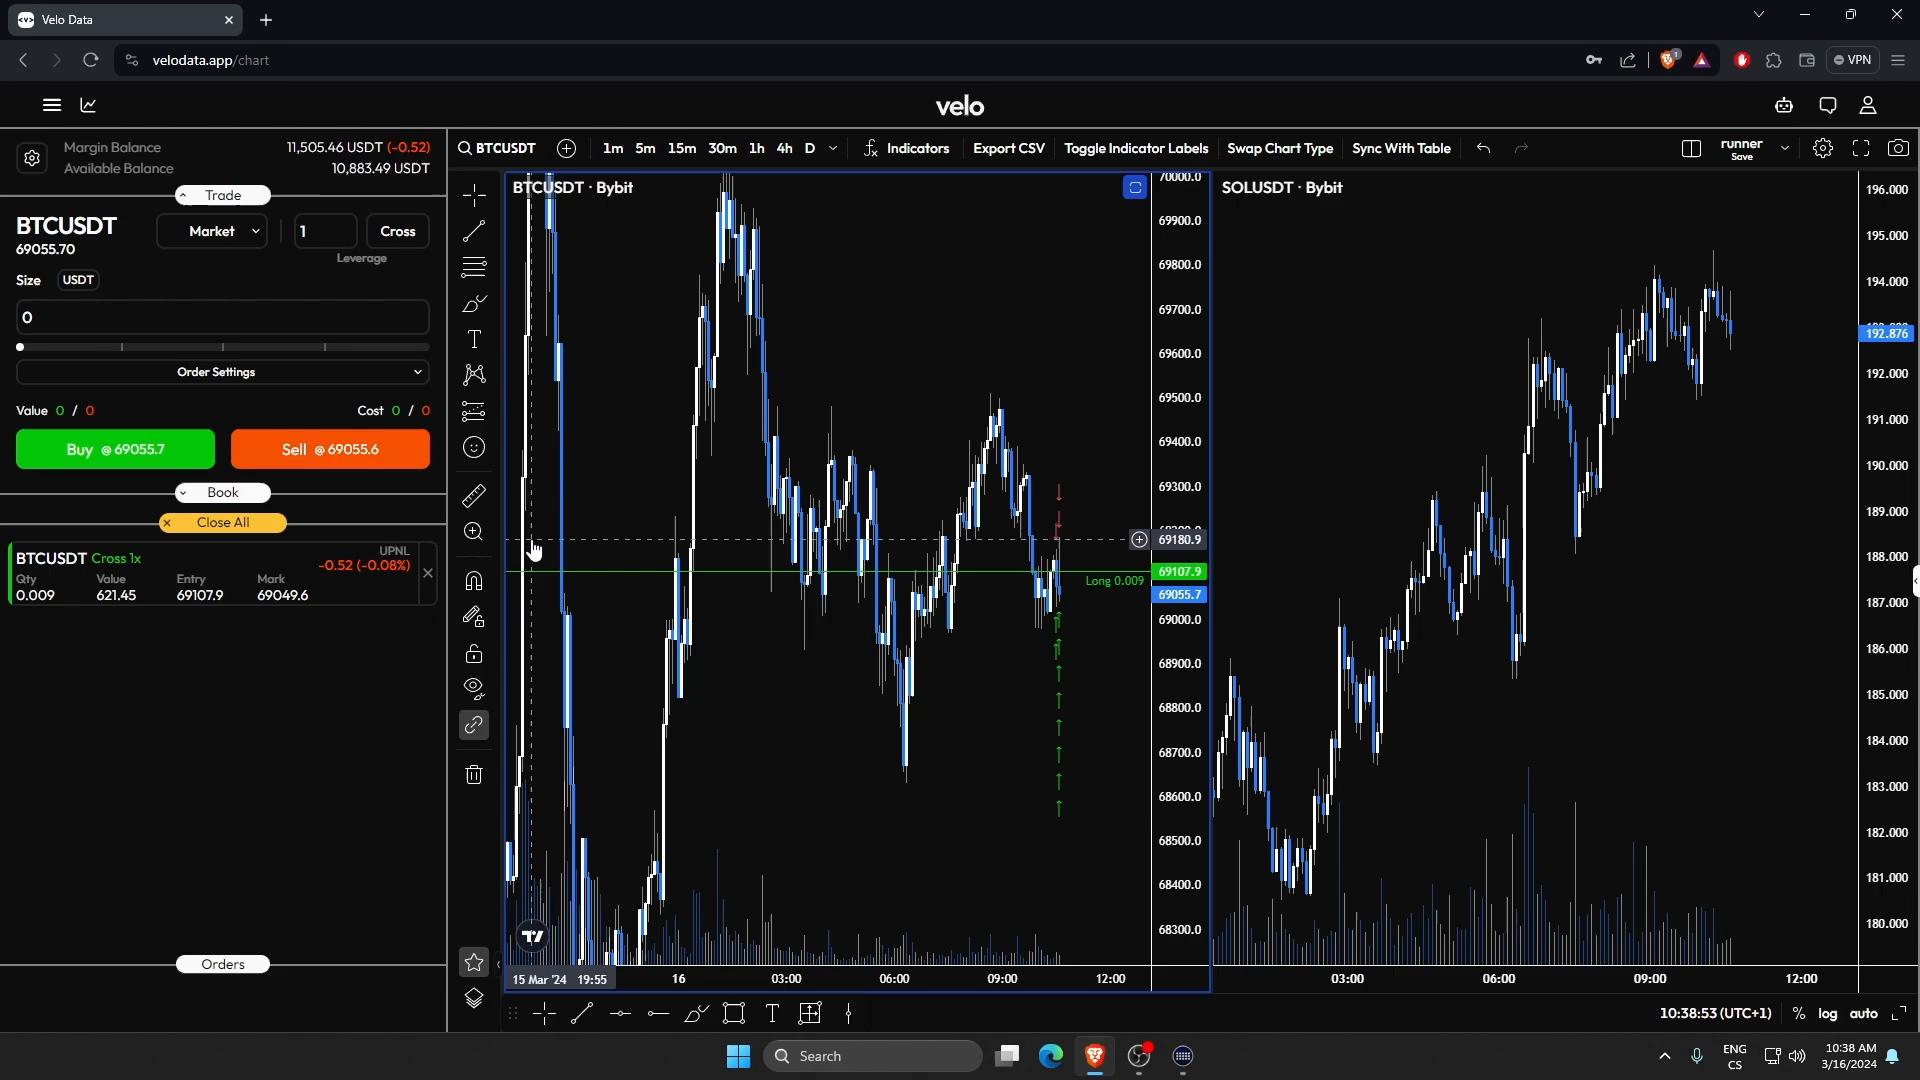 Velo Data
velodata.app/chart
1
VPN
velo
Margin Balance 11,505.46 USDT (-0.52)
Available Balance 10,883.49 USDT
Trade
BTCUSDT Market 1 Cross
69055.70
Leverage
Size USDT
0
Order Settings
Value 0 / 0 Cost 0 / 0
Buy @ 69055.7 Sell @ 69055.6
Book
Close All
BTCUSDT Cross 1x UPNL
-0.52 (-0.08%)
Qty Value Entry Mark
0.009 621.45 69107.9 69049.6
Orders
BTCUSDT 1m 5m 15m 30m 1h 4h D Indicators Export CSV Toggle Indicator Labels Swap Chart Type Sync With Table runner
Save
BTCUSDT · Bybit
70000.0
69900.0
69800.0
69700.0
69600.0
69500.0
69400.0
69300.0
69180.9
69107.9
Long 0.009
69055.7
69000.0
68900.0
68800.0
68700.0
68600.0
68500.0
68400.0
68300.0
15 Mar '24 19:55 16 03:00 06:00 09:00 12:00
SOLUSDT · Bybit
196.000
195.000
194.000
192.876
192.000
191.000
190.000
189.000
188.000
187.000
186.000
185.000
184.000
183.000
182.000
181.000
180.000
03:00 06:00 09:00 12:00
10:38:53 (UTC+1) % log auto
Search
ENG
CS
10:38 AM
3/16/2024